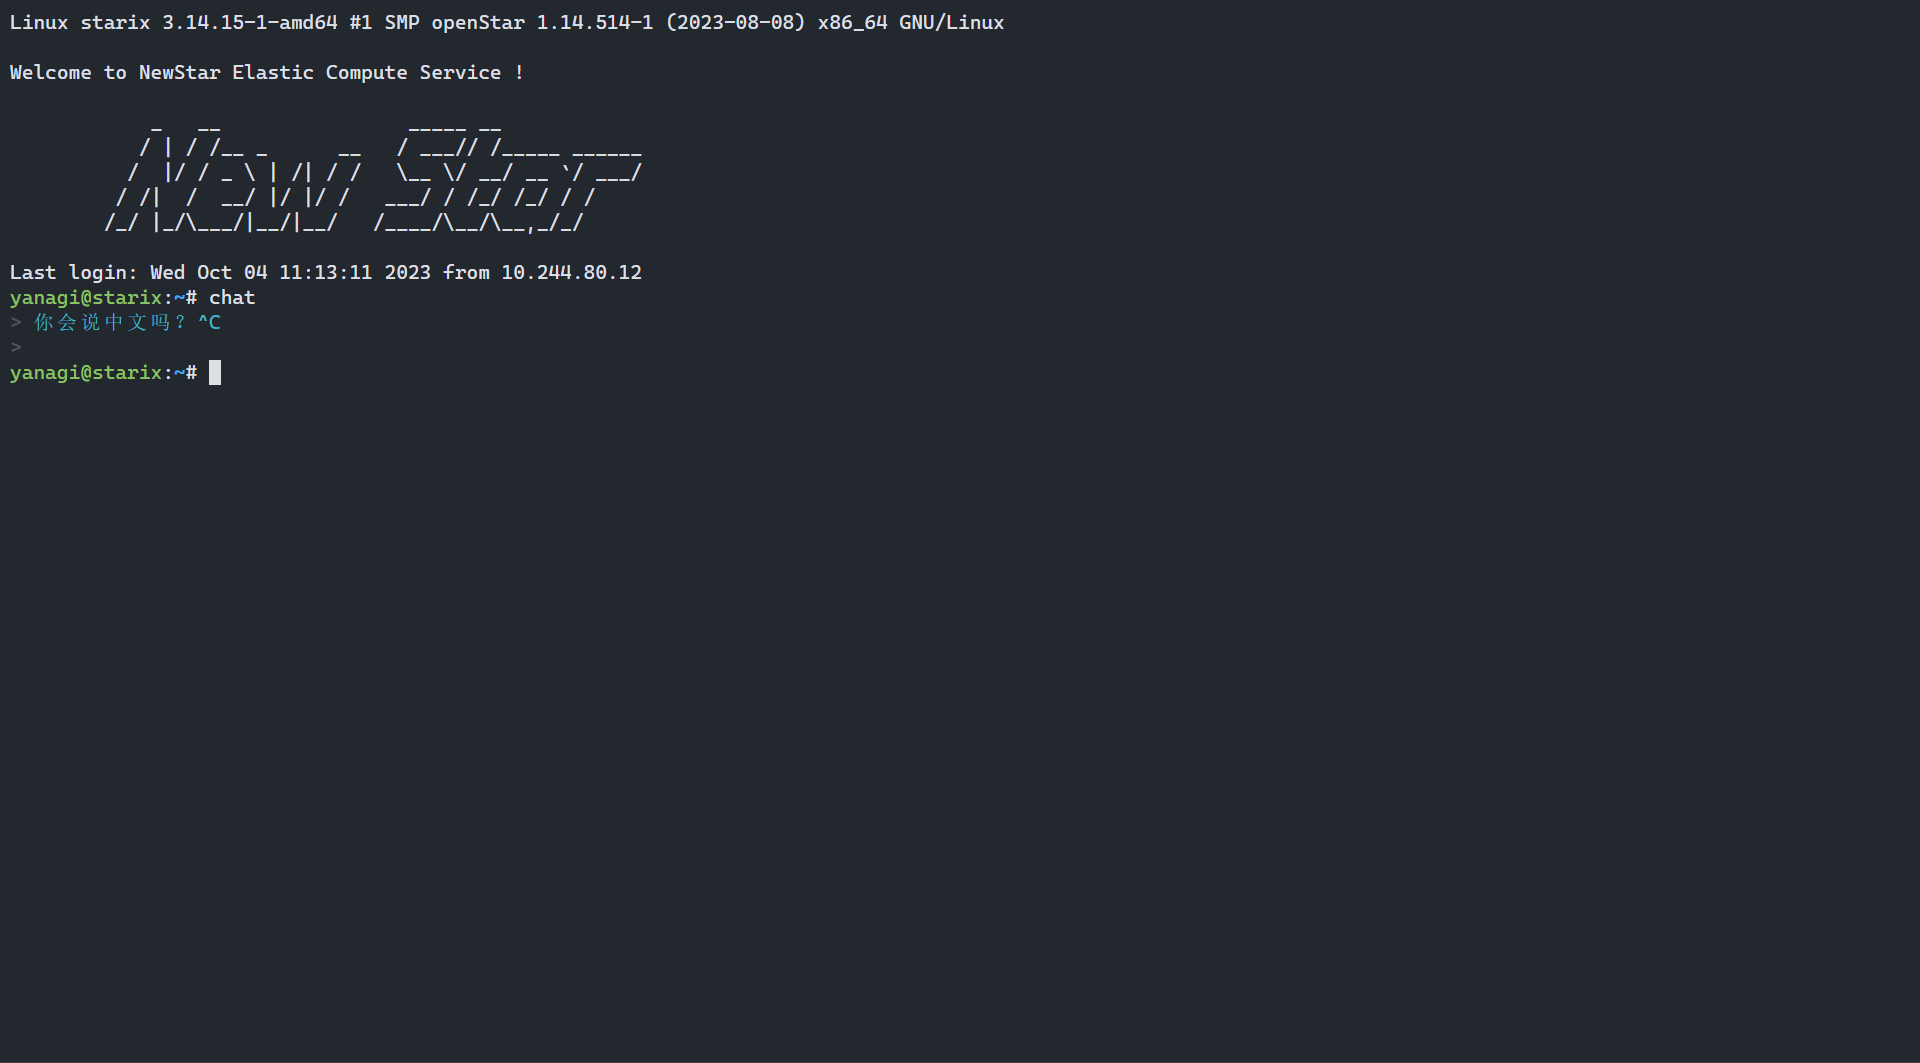 Linux starix 3.14.15-1-amd64 #1 SMP openStar 1.14.514-1 (2023-08-08) x86_64 GNU/Linux
Welcome to NewStar Elastic Compute Service !
            _   __                _____ __
           / | / /__ _      __   / ___// /_____ ______
          /  |/ / _ \ | /| / /   \__ \/ __/ __ `/ ___/
         / /|  /  __/ |/ |/ /   ___/ / /_/ /_/ / /
        /_/ |_/\___/|__/|__/   /____/\__/\__,_/_/
Last login: Wed Oct 04 11:13:11 2023 from 10.244.80.12
yanagi@starix:~# chat
> 你会说中文吗？^C
>
yanagi@starix:~#